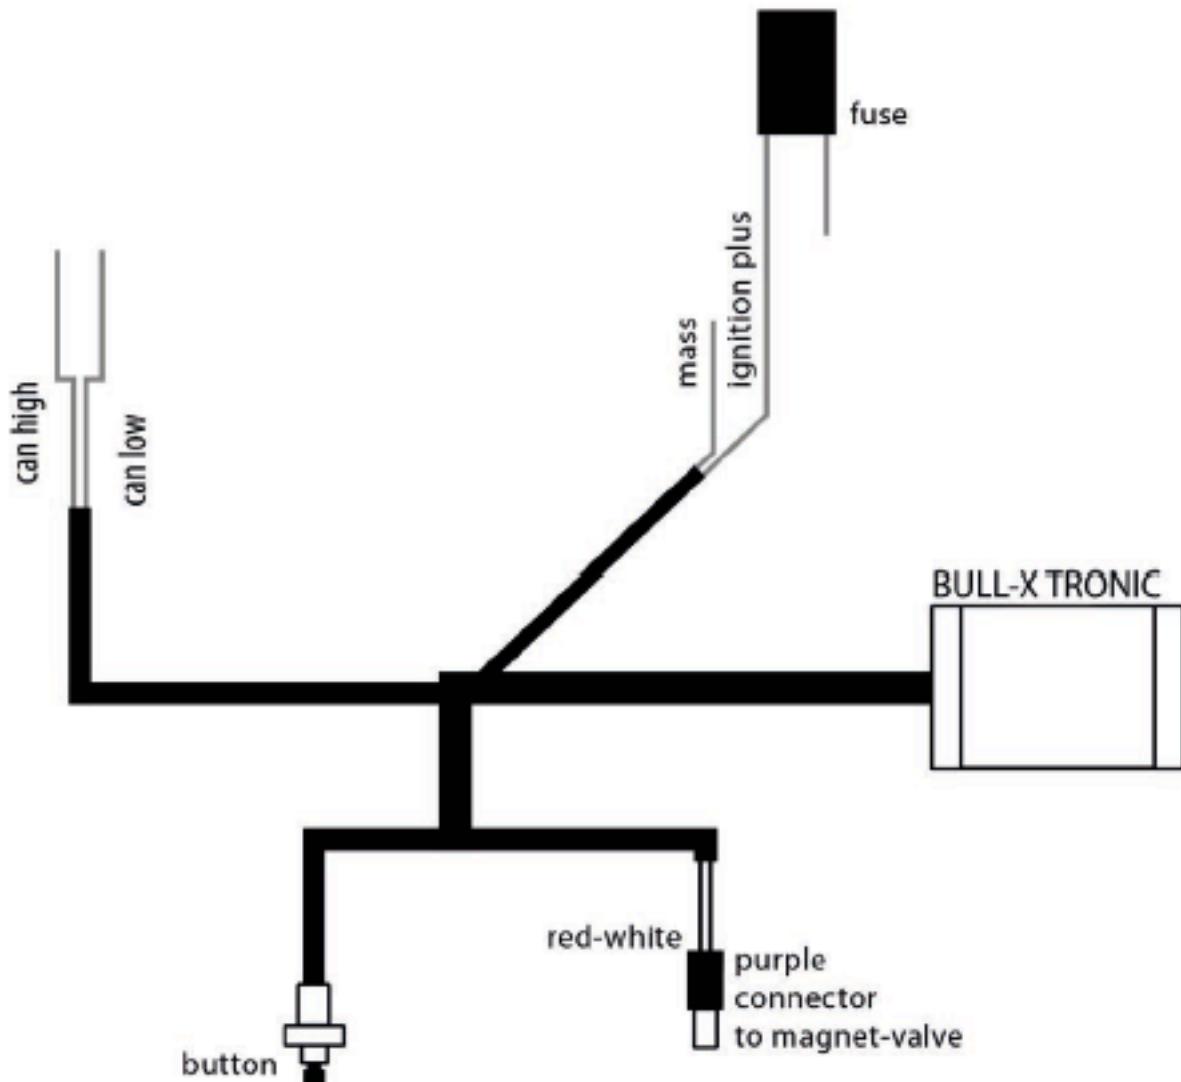 fuse
ignition plus
mass
can high
can low
BULL-X TRONIC
red-white
purple
connector
to magnet-valve
button